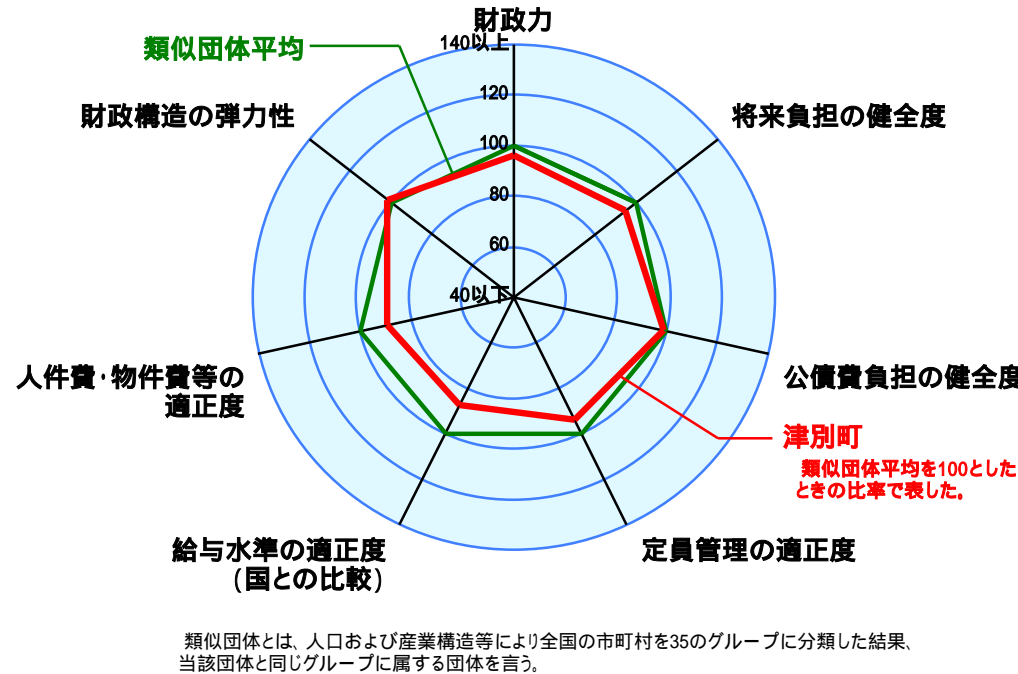 財政力
140以上
類似団体平均
120
財政構造の弾力性
将来負担の健全度
100
80
60
40以下
人件費・物件費等の
適正度
公債費負担の健全度
津別町
類似団体平均を100とした
ときの比率で表した。
給与水準の適正度
(国との比較)
定員管理の適正度
類似団体とは、人口および産業構造等により全国の市町村を35のグループに分類した結果、
当該団体と同じグループに属する団体を言う。